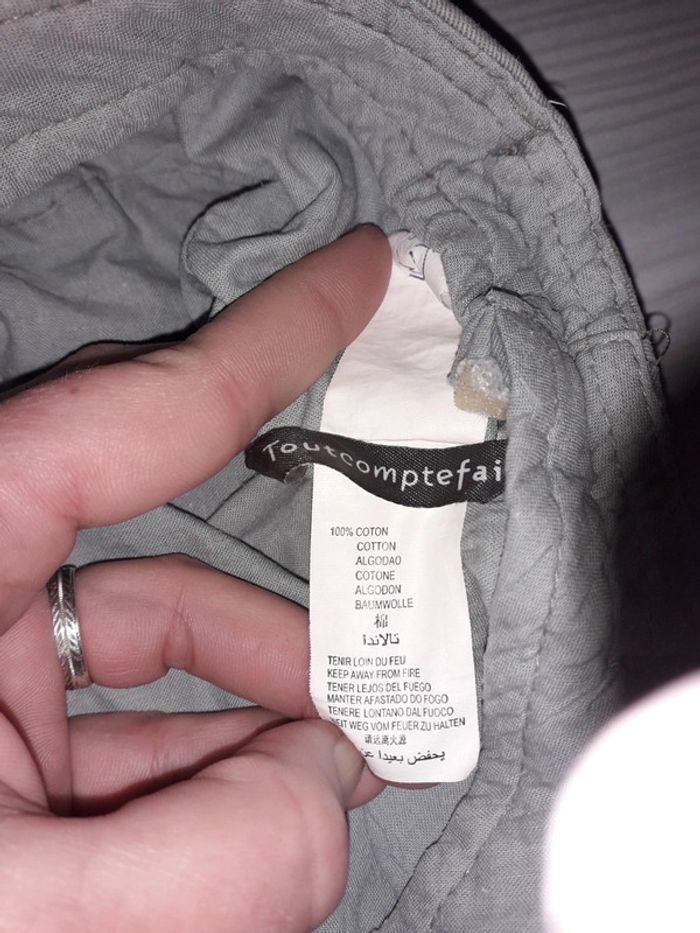 Toutcomptefai
100% COTON
COTTON
ALGODAO
COTONE
ALGODON
BAUMWOLLE
棉
تالاندا
TENIR LOIN DU FEU
KEEP AWAY FROM FIRE
TENER LEJOS DEL FUEGO
MANTER AFASTADO DO FOGO
TENERE LONTANO DAL FUOCO
WEIT WEG VOM FEUER ZU HALTEN
请远离火源
يحفض بعيدا